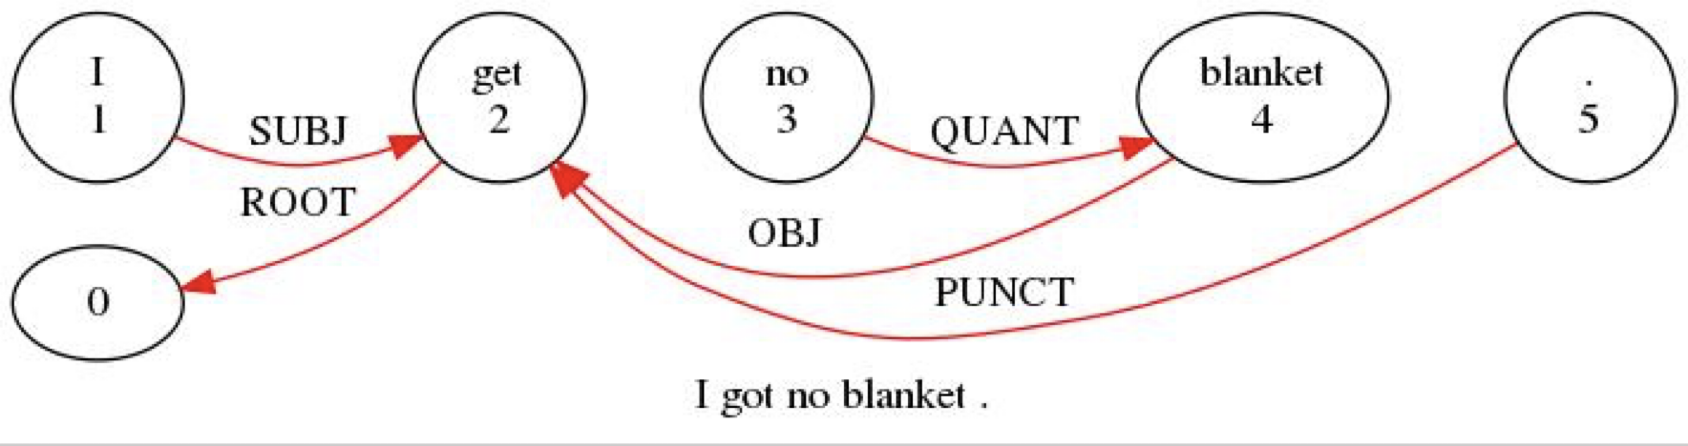 I
1
get
2
no
3
blanket
4
.
5
SUBJ
QUANT
ROOT
OBJ
PUNCT
0
I got no blanket .